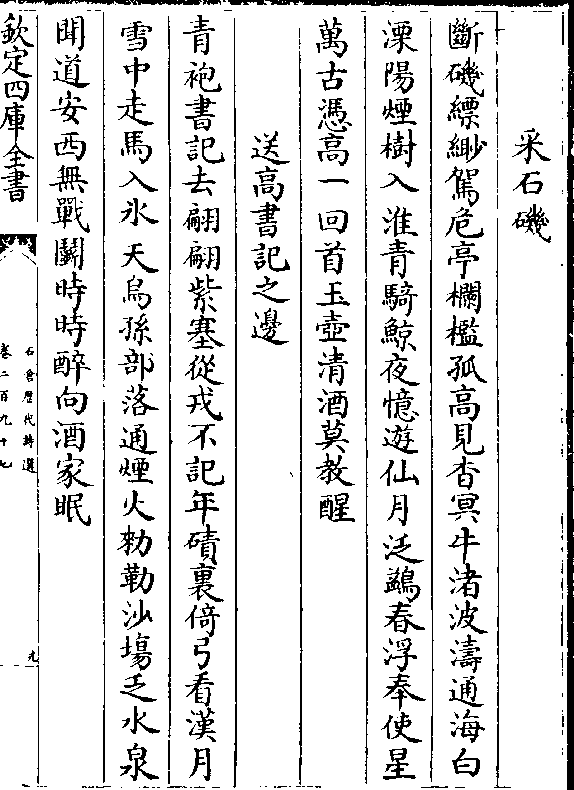 采石磯
斷磯縹緲駕危亭欄檻孤高見杳冥牛渚波濤通海白
溧陽煙樹入淮青騎鯨夜憶遊仙月泛鷁春浮奉使星
萬古憑高一回首玉壺清酒莫教醒
送高書記之邊
青袍書記去翩翩紫塞從戎不記年磧裏倚弓看漢月
雪中走馬入氷天烏孫部落通煙火勑勒沙塲乏水泉
聞道安西無戰鬭時時醉向酒家眠
欽定四庫全書
石倉歷代詩選
卷二百九十七
九